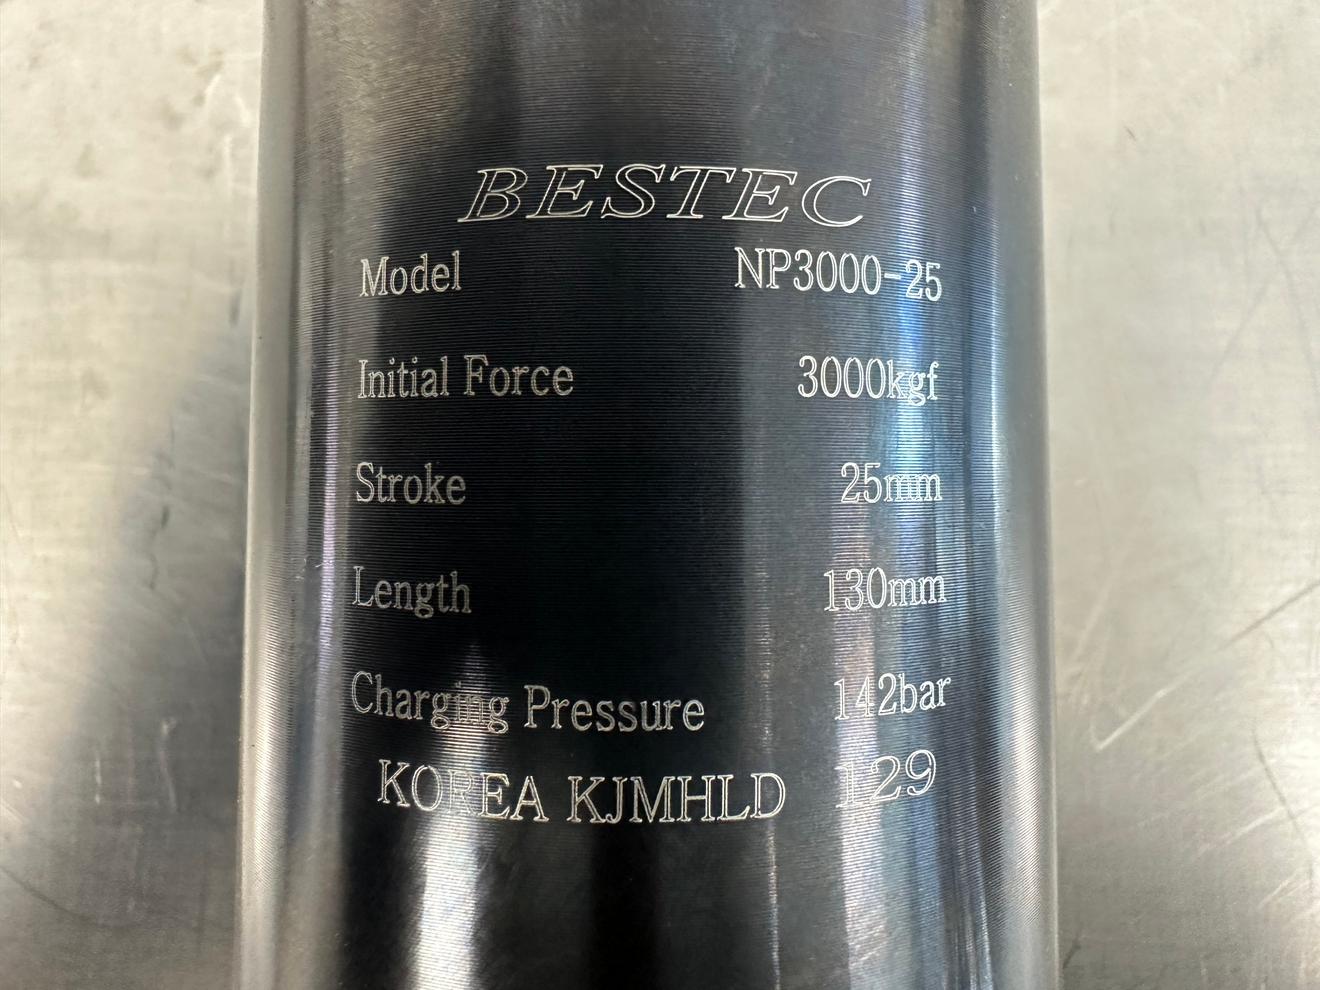 BESTEC
Model NP3000-25
Initial Force 3000kgf
Stroke 25mm
Length 130mm
Charging Pressure 142bar
KOREA KJMHLD 129